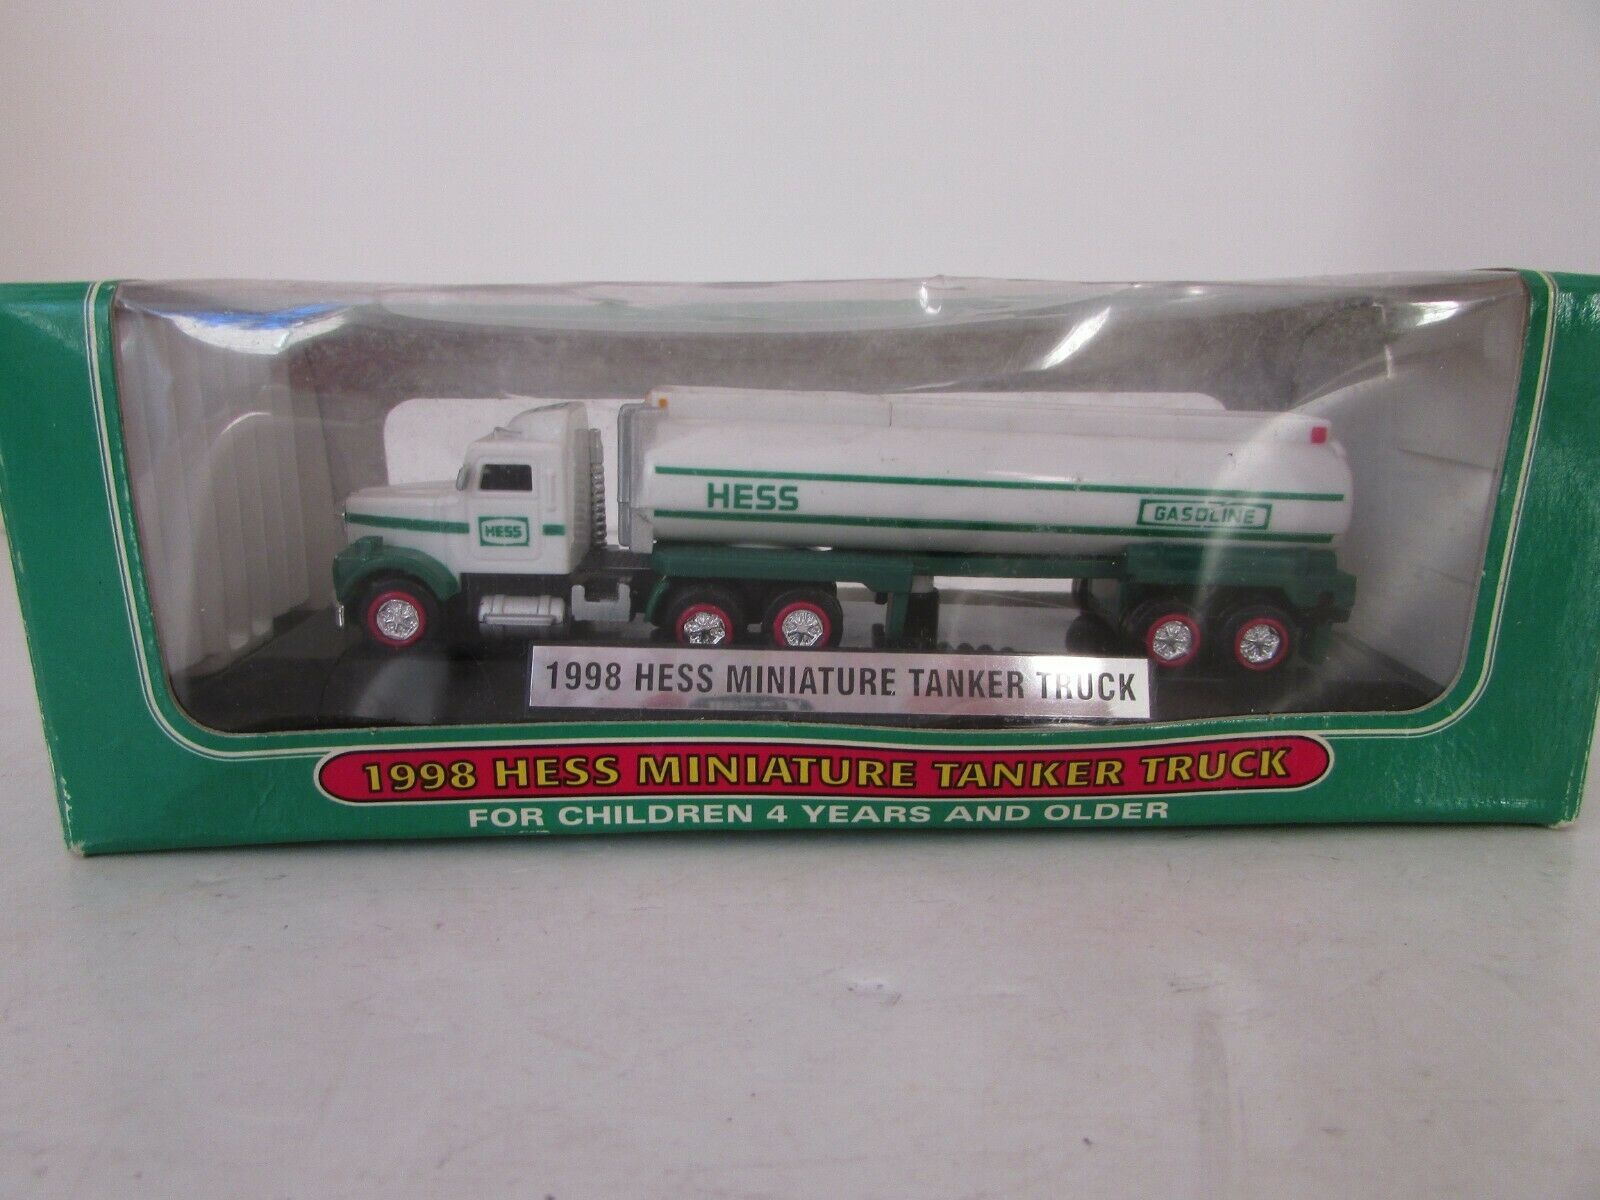 HESS
GASOLINE
HESS
1998 HESS MINIATURE TANKER TRUCK
1998 HESS MINIATURE TANKER TRUCK
FOR CHILDREN 4 YEARS AND OLDER